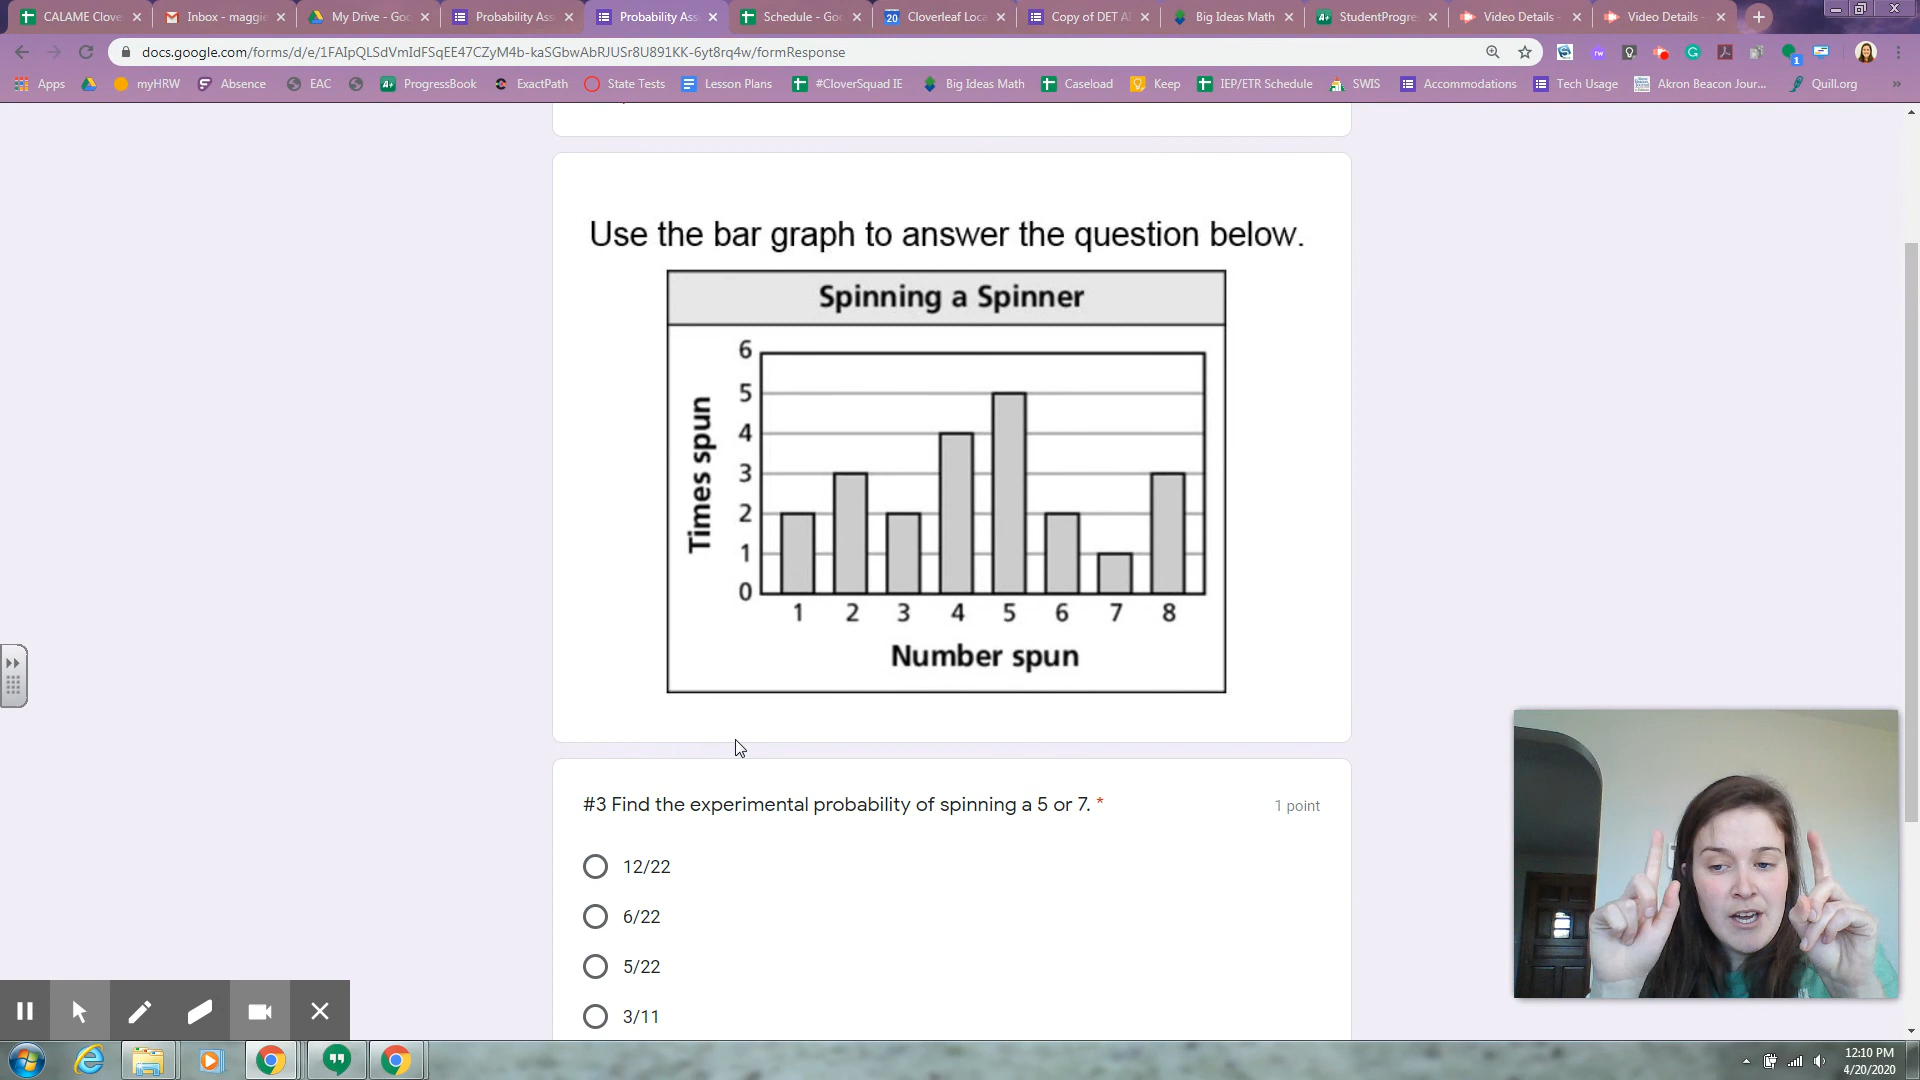 CALAME Clove
Inbox - maggie
My Drive - Goo
Probability Ass
Probability Ass
Schedule - Goo
20 Cloverleaf Loca
Copy of DET A
Big Ideas Math
StudentProgre
Video Details -
Video Details -
docs.google.com/forms/d/e/1FAIpQLSdVmIdFSqEE47CZyM4b-kaSGbwAbRJUSr8U891KK-6yt8rq4w/formResponse
Apps
myHRW
Absence
EAC
ProgressBook
ExactPath
State Tests
Lesson Plans
#CloverSquad IE
Big Ideas Math
Caseload
Keep
IEP/ETR Schedule
SWIS
Accommodations
Tech Usage
Akron Beacon Jour...
Quill.org
Use the bar graph to answer the question below.
Spinning a Spinner
Times spun
6
5
4
3
2
1
0
1 2 3 4 5 6 7 8
Number spun
#3 Find the experimental probability of spinning a 5 or 7. *
1 point
12/22
6/22
5/22
3/11
12:10 PM
4/20/2020